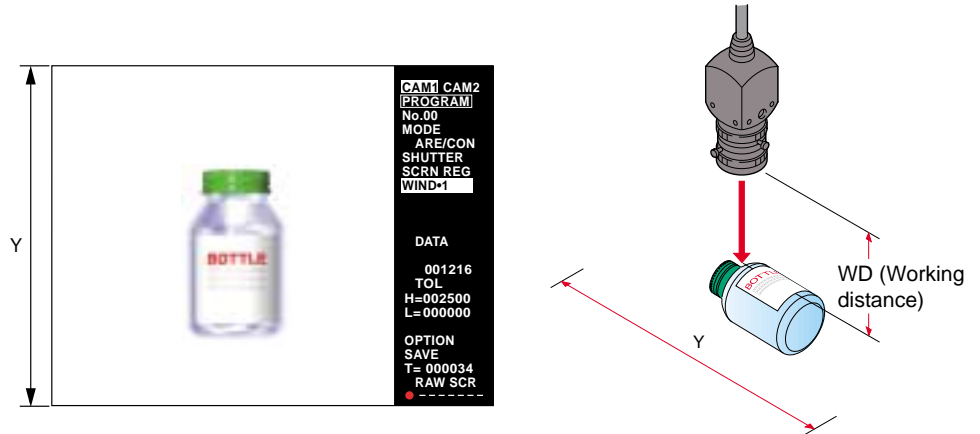 Y
BOTTLE
CAM1 CAM2
PROGRAM
No.00
MODE
ARE/CON
SHUTTER
SCRN REG
WIND•1
DATA
001216
TOL
H=002500
L=000000
OPTION
SAVE
T= 000034
RAW SCR
-------
BOTTLE
WD (Working
distance)
Y